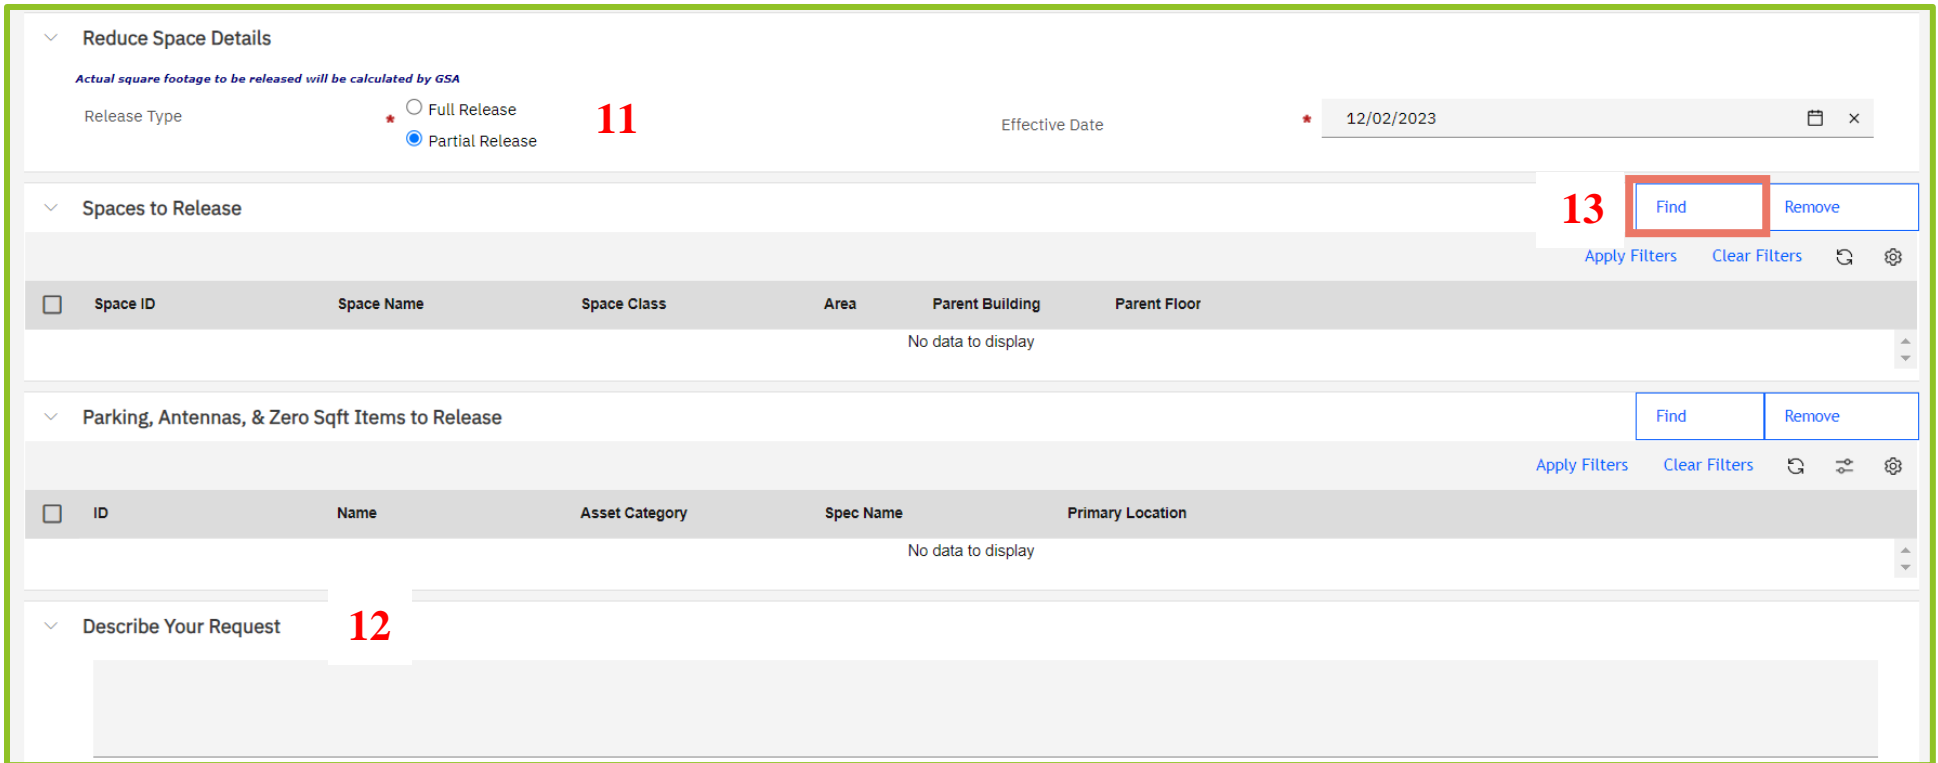 Reduce Space Details
Actual square footage to be released will be calculated by GSA
Release Type * Full Release 11 Effective Date * 12/02/2023
Partial Release
Spaces to Release 13 Find Remove
Apply Filters Clear Filters
Space ID Space Name Space Class Area Parent Building Parent Floor
No data to display
Parking, Antennas, & Zero Sqft Items to Release Find Remove
Apply Filters Clear Filters
ID Name Asset Category Spec Name Primary Location
No data to display
Describe Your Request 12